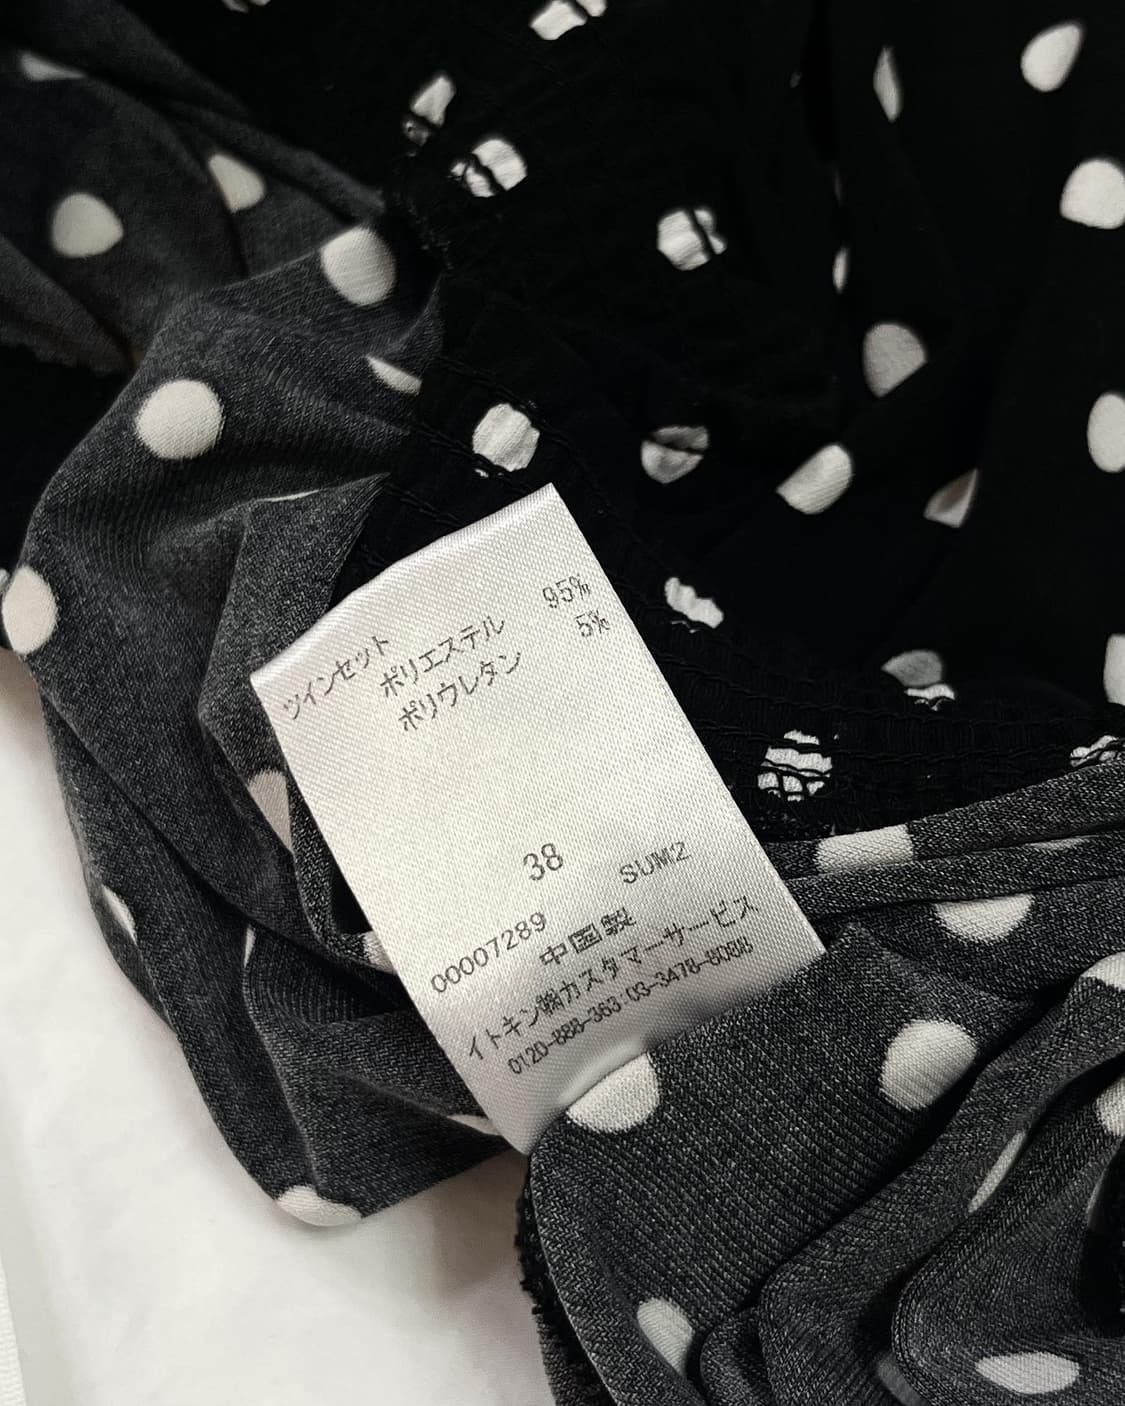 ツインセット
ポリエステル 95%
ポリウレタン 5%
38
00007289 SUM2
中国製
イトキン㈱カスタマーサービス
0120-888-363 03-3478-8088